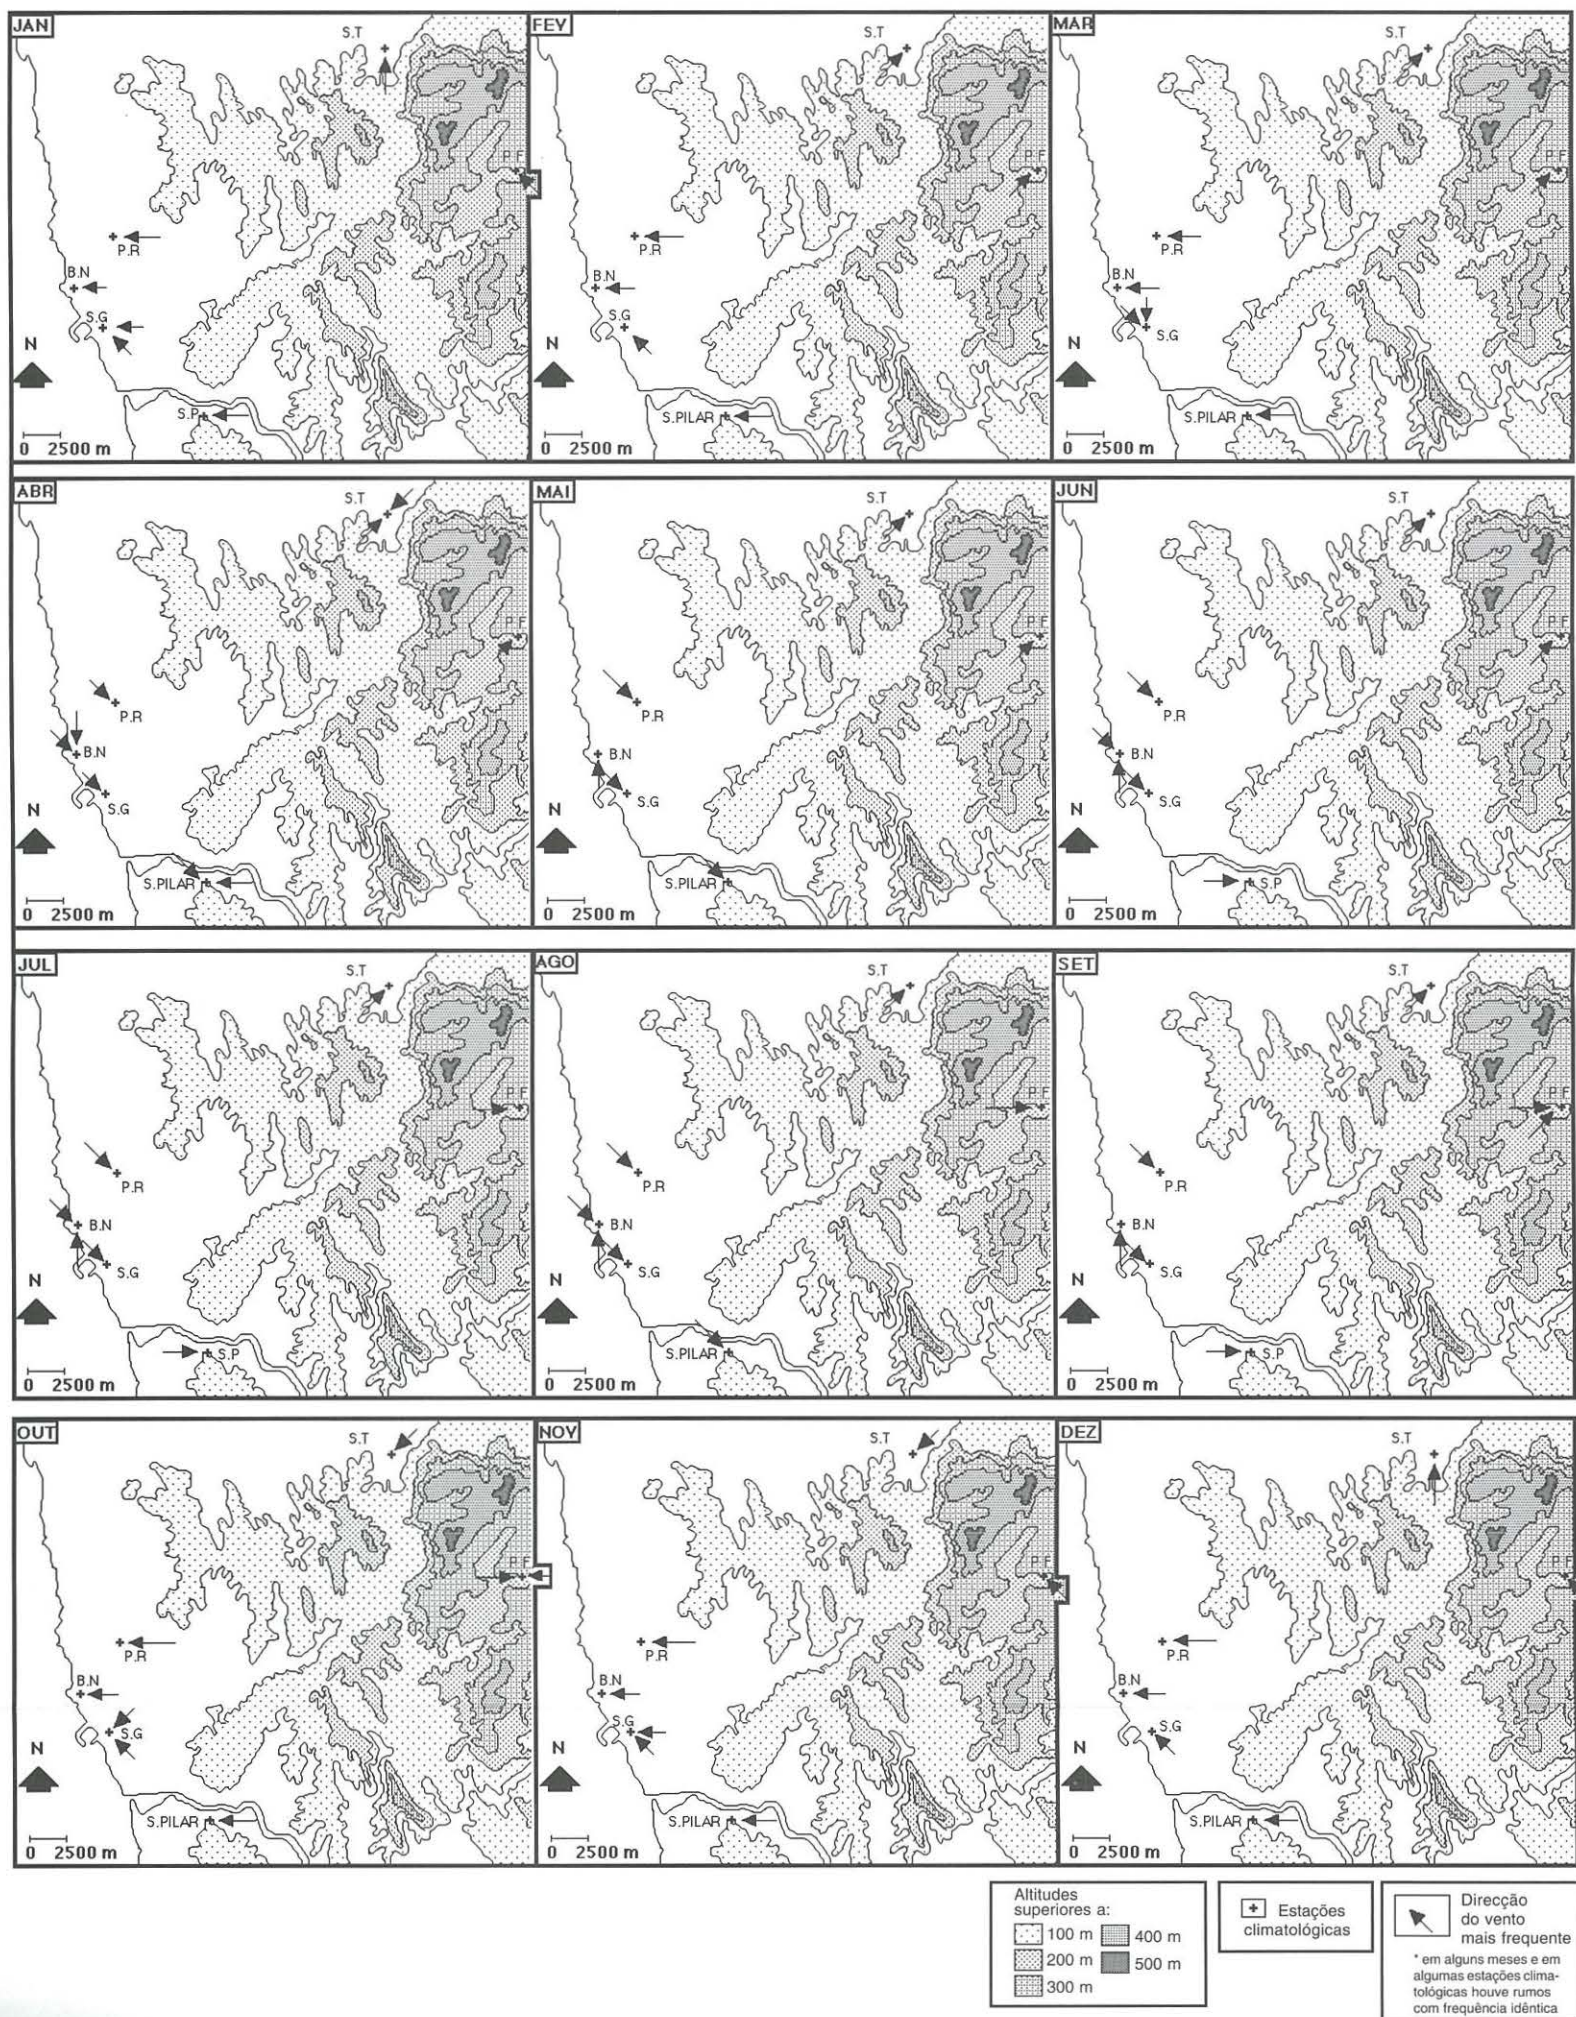 JAN
S.T
P.F
P.R
B.N
S.G
N
S.P
0 2500 m
FEV
S.T
P.F
P.R
B.N
S.G
N
S.PILAR
0 2500 m
MAR
S.T
P.F
P.R
B.N
S.G
N
S.PILAR
0 2500 m
ABR
S.T
P.F
P.R
B.N
S.G
N
S.PILAR
0 2500 m
MAI
S.T
P.F
P.R
B.N
S.G
N
S.PILAR
0 2500 m
JUN
S.T
P.F
P.R
B.N
S.G
N
S.P
0 2500 m
JUL
S.T
P.F
P.R
B.N
S.G
N
S.P
0 2500 m
AGO
S.T
P.F
P.R
B.N
S.G
N
S.PILAR
0 2500 m
SET
S.T
P.F
P.R
B.N
S.G
N
S.P
0 2500 m
OUT
S.T
P.F
P.R
B.N
S.G
N
S.PILAR
0 2500 m
NOV
S.T
P.F
P.R
B.N
S.G
N
S.PILAR
0 2500 m
DEZ
S.T
P.F
P.R
B.N
S.G
N
S.PILAR
0 2500 m
Altitudes
superiores a:
100 m 400 m
200 m 500 m
300 m
Estações
climatológicas
Direcção
do vento
mais frequente
* em alguns meses e em
algumas estações clima-
tológicas houve rumos
com frequência idêntica